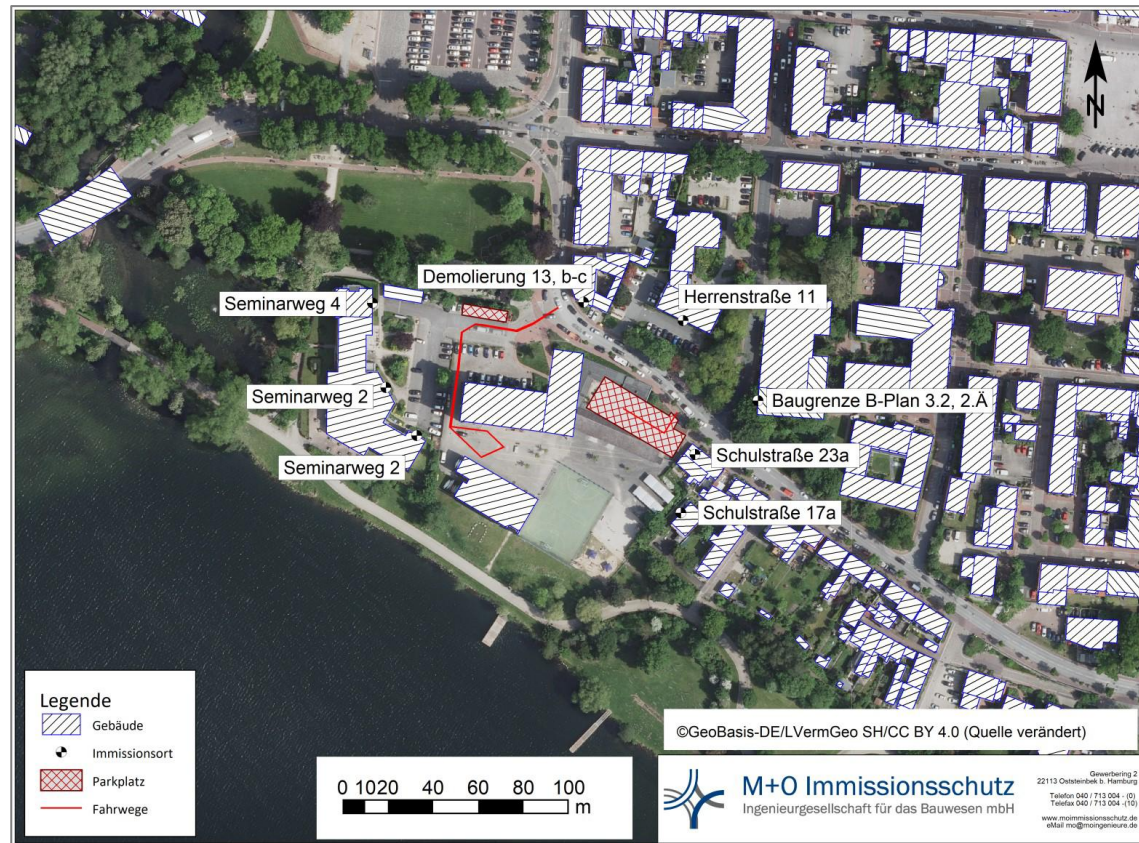 N
Demolierung 13, b-c
Seminarweg 4
Herrenstraße 11
Seminarweg 2
Baugrenze B-Plan 3.2, 2.Ä
Seminarweg 2
Schulstraße 23a
Schulstraße 17a
Legende
Gebäude
Immissionsort
Parkplatz
Fahrwege
0 10 20 40 60 80 100
m
©GeoBasis-DE/LVermGeo SH/CC BY 4.0 (Quelle verändert)
M+O Immissionsschutz
Ingenieurgesellschaft für das Bauwesen mbH
Gewerbering 2
22113 Oststeinbek b. Hamburg
Telefon 040 / 713 004 - (0)
Telefax 040 / 713 004 -(10)
www.moimmissionsschutz.de
eMail mo@moingenieure.de